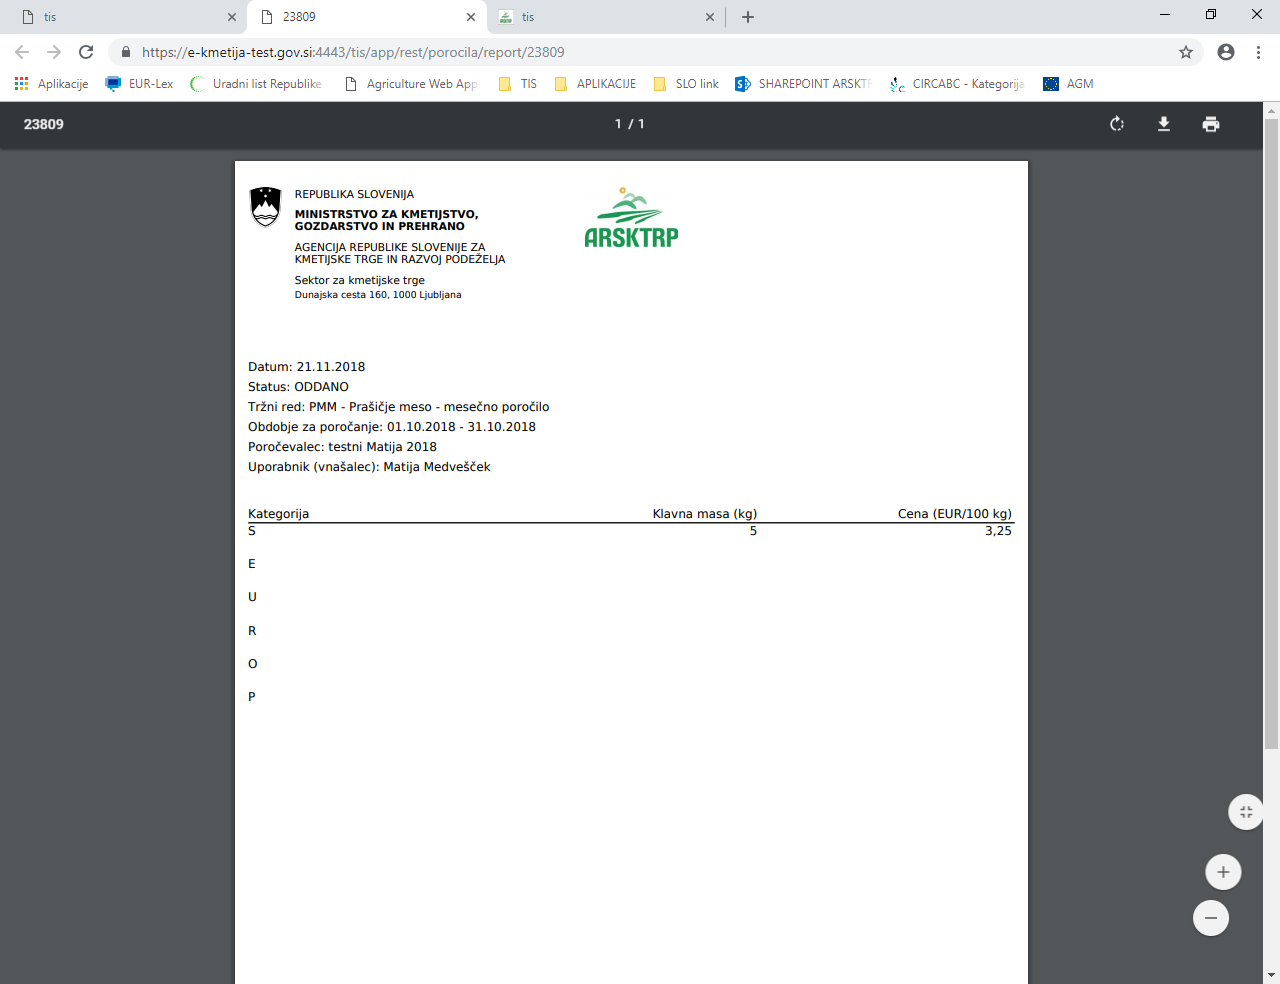 tis
23809
tis
https://e-kmetija-test.gov.si:4443/tis/app/rest/porocila/report/23809
Aplikacije
EUR-Lex
Uradni list Republike
Agriculture Web App
TIS
APLIKACIJE
SLO link
SHAREPOINT ARSKTR
CIRCABC - Kategorija
AGM
23809
1 / 1
REPUBLIKA SLOVENIJA
MINISTRSTVO ZA KMETIJSTVO,
GOZDARSTVO IN PREHRANO
AGENCIJA REPUBLIKE SLOVENIJE ZA
KMETIJSKE TRGE IN RAZVOJ PODEŽELJA
Sektor za kmetijske trge
Dunajska cesta 160, 1000 Ljubljana
ARSKTRP
Datum: 21.11.2018
Status: ODDANO
Tržni red: PMM - Prašičje meso - mesečno poročilo
Obdobje za poročanje: 01.10.2018 - 31.10.2018
Poročevalec: testni Matija 2018
Uporabnik (vnašalec): Matija Medvešček
Kategorija Klavna masa (kg) Cena (EUR/100 kg)
S 5 3,25
E
U
R
O
P